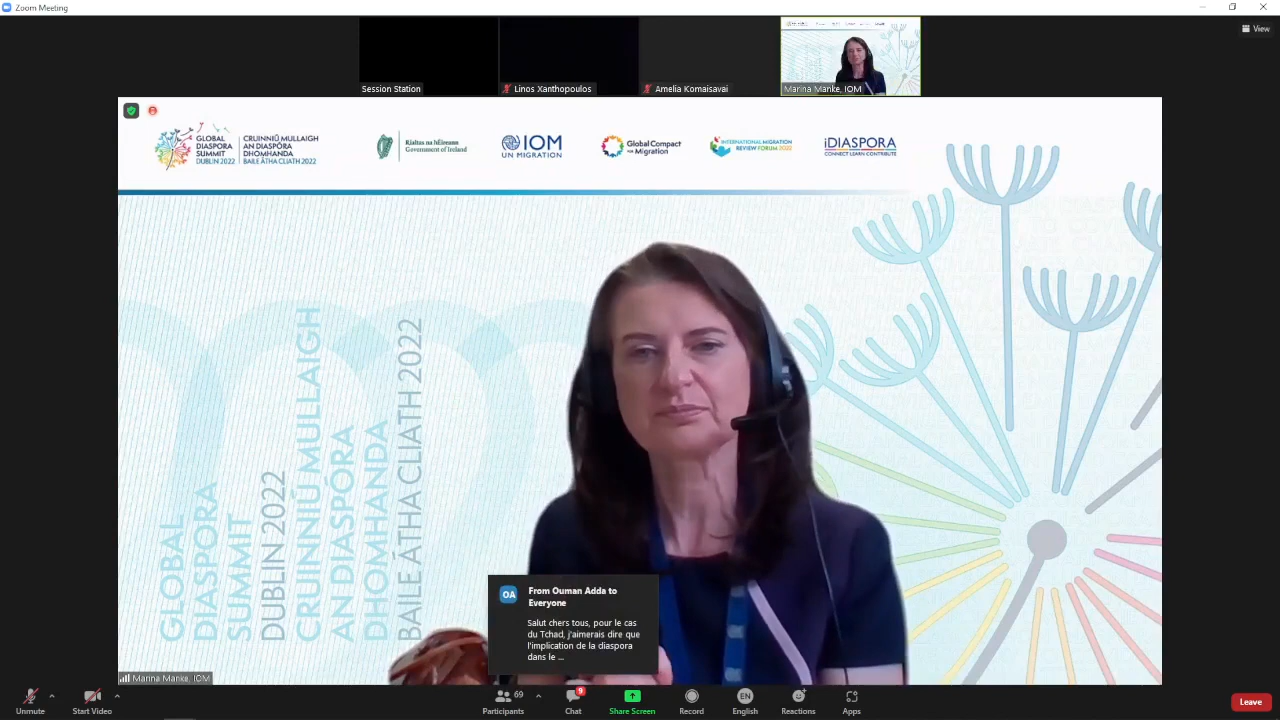 Zoom Meeting
View
Session Station
Linos Xanthopoulos
Amelia Komaisavai
Marina Manke, IOM
GLOBAL
DIASPORA
SUMMIT
DUBLIN 2022
CRUINNIÚ MULLAIGH
AN DIASPÓRA
DHOMHANDA
BAILE ÁTHA CLIATH 2022
Rialtas na hÉireann
Government of Ireland
IOM
UN MIGRATION
Global Compact
FOR Migration
INTERNATIONAL MIGRATION
REVIEW FORUM 2022
iDIASPORA
CONNECT LEARN CONTRIBUTE
GLOBAL
DIASPORA
SUMMIT
DUBLIN 2022
CRUINNIÚ MULLAIGH
AN DIASPÓRA
DHOMHANDA
BAILE ÁTHA CLIATH 2022
OA
From Ouman Adda to
Everyone
Salut chers tous, pour le cas
du Tchad, j'aimerais dire que
l'implication de la diaspora
dans le ...
Marina Manke, IOM
Unmute
Start Video
Participants
69
Chat
9
Share Screen
Record
EN
English
Reactions
Apps
Leave